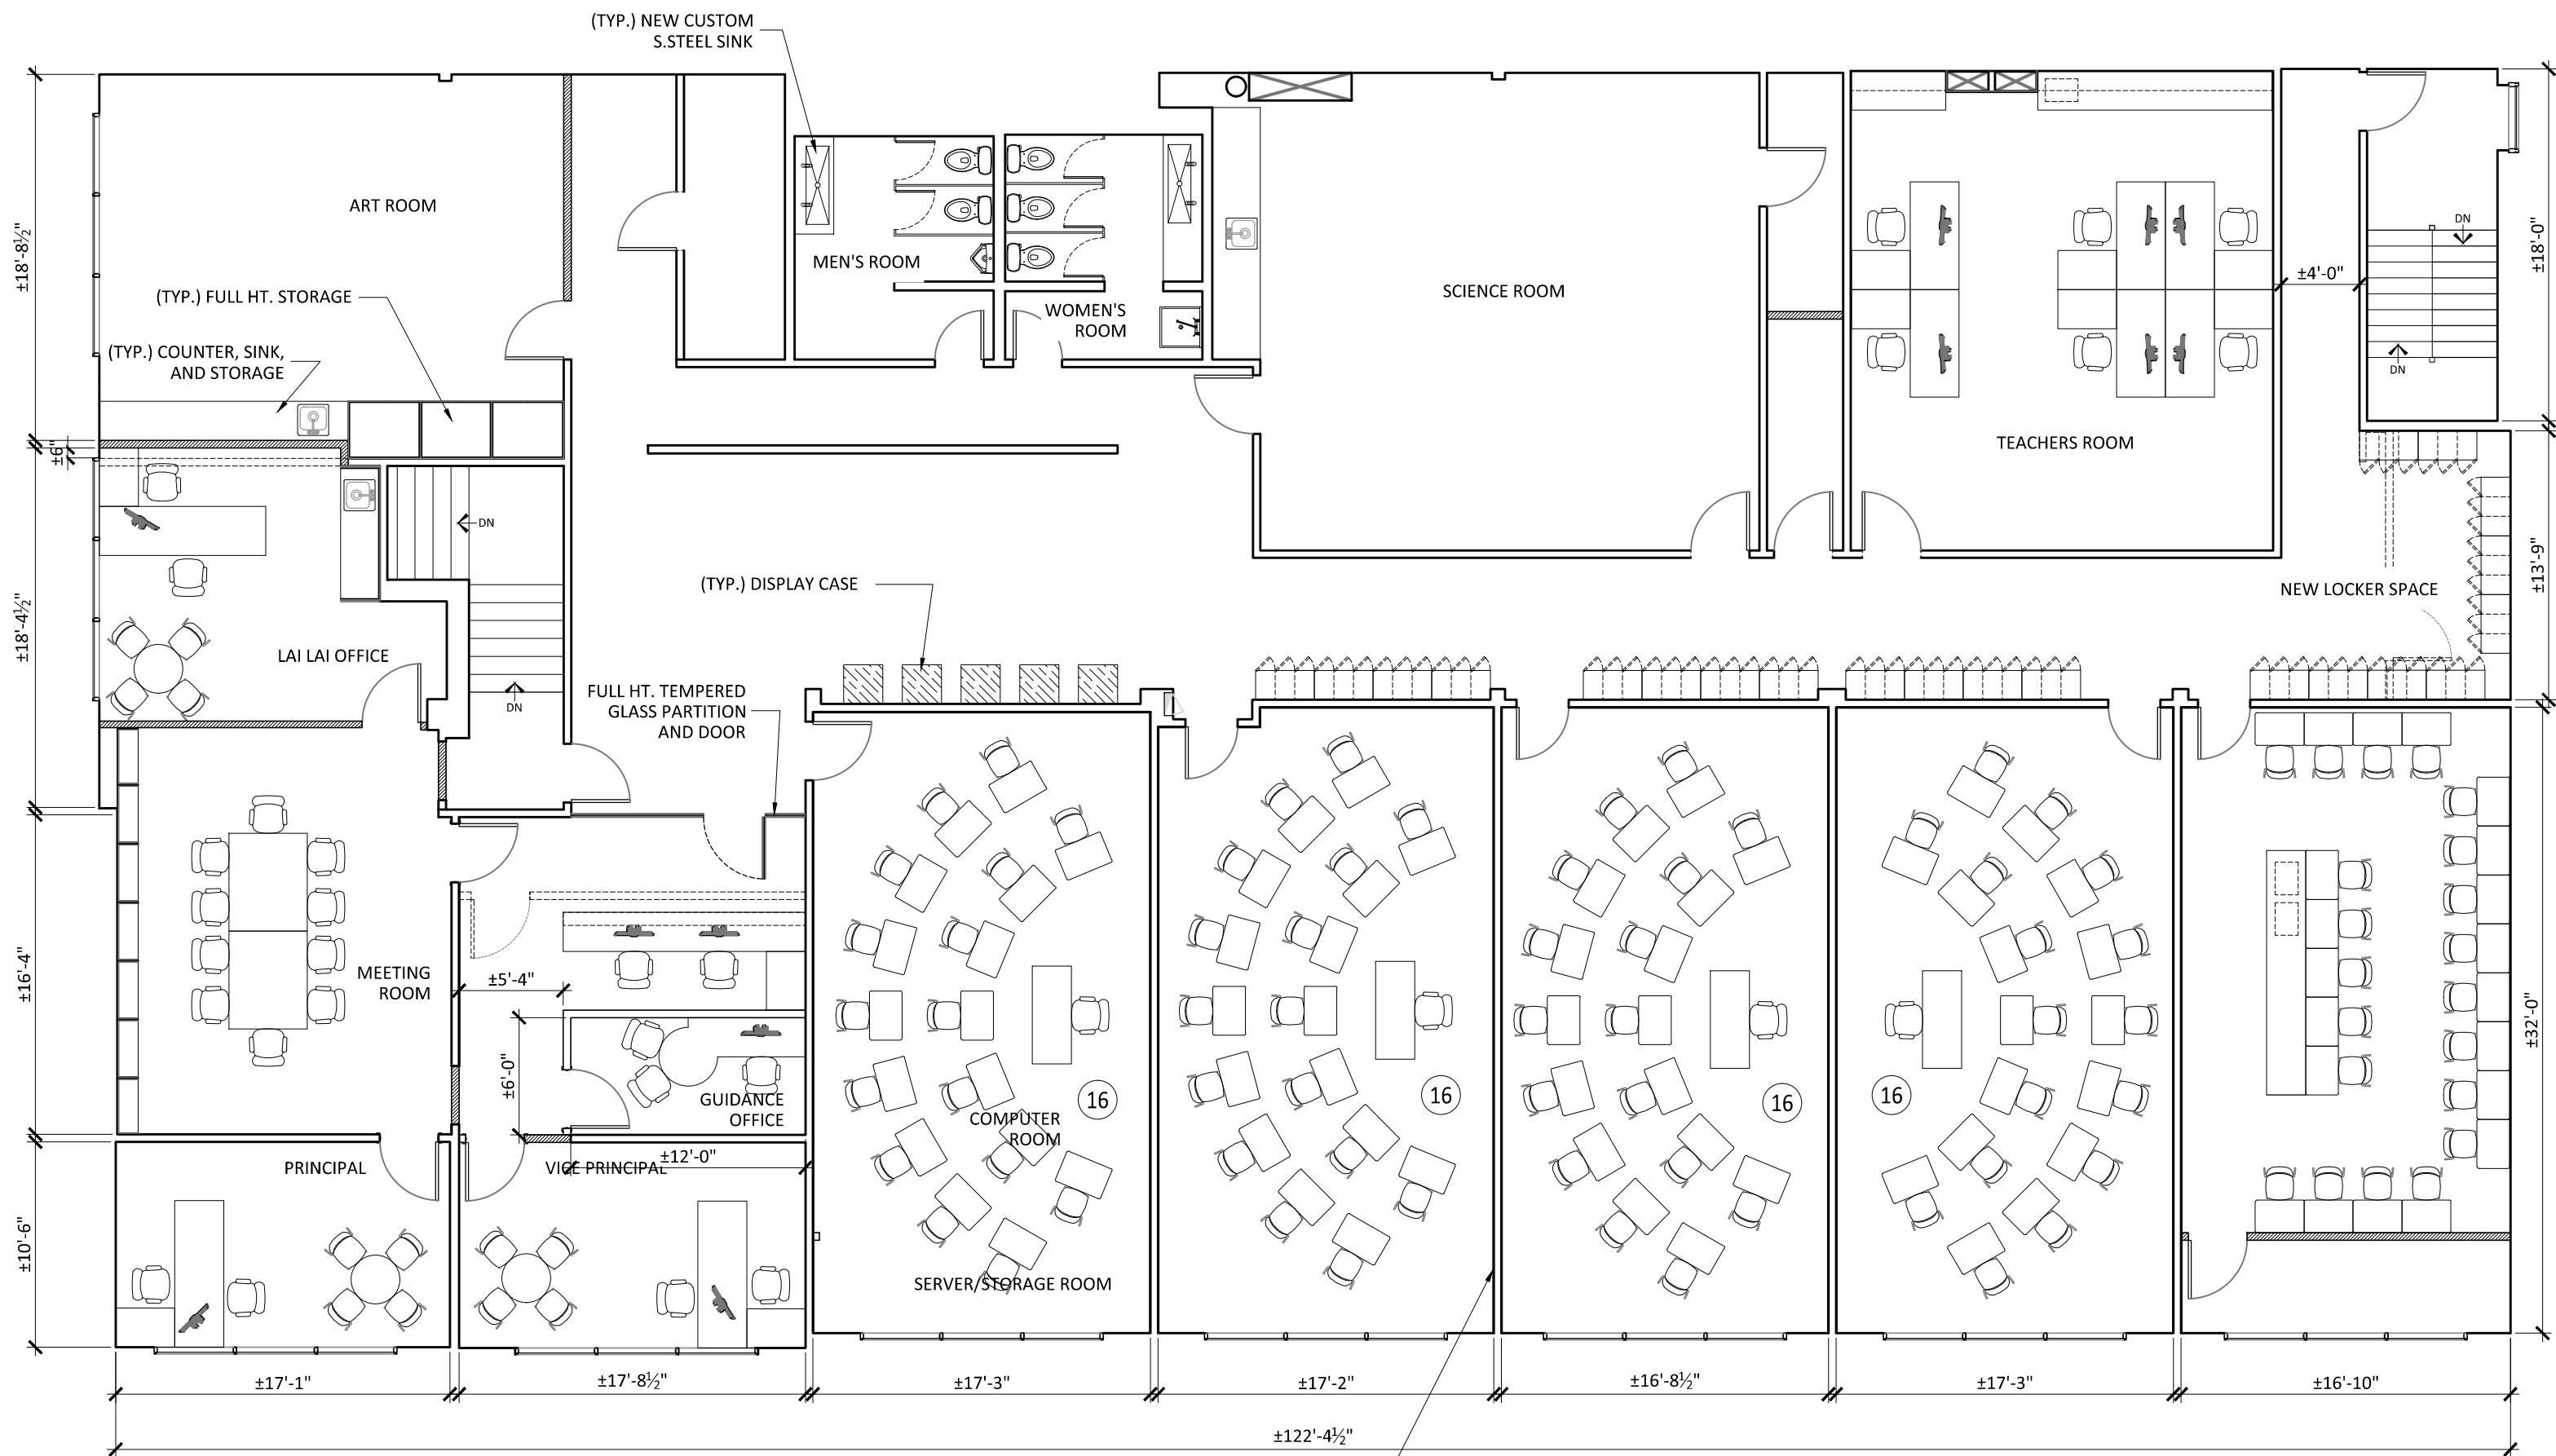 (TYP.) NEW CUSTOM
S.STEEL SINK
ART ROOM
±18'-8½"
(TYP.) FULL HT. STORAGE
(TYP.) COUNTER, SINK,
AND STORAGE
MEN'S ROOM
WOMEN'S
ROOM
SCIENCE ROOM
TEACHERS ROOM
±4'-0"
DN
DN
±18'-0"
±6"
±18'-4½"
DN
DN
LAI LAI OFFICE
(TYP.) DISPLAY CASE
FULL HT. TEMPERED
GLASS PARTITION
AND DOOR
NEW LOCKER SPACE
±13'-9"
±16'-4"
MEETING
ROOM
±5'-4"
±6'-0"
GUIDANCE
OFFICE
16
COMPUTER
ROOM
16
16
16
±32'-0"
±10'-6"
PRINCIPAL
VICE PRINCIPAL
±12'-0"
SERVER/STORAGE ROOM
±17'-1"
±17'-8½"
±17'-3"
±17'-2"
±16'-8½"
±17'-3"
±16'-10"
±122'-4½"